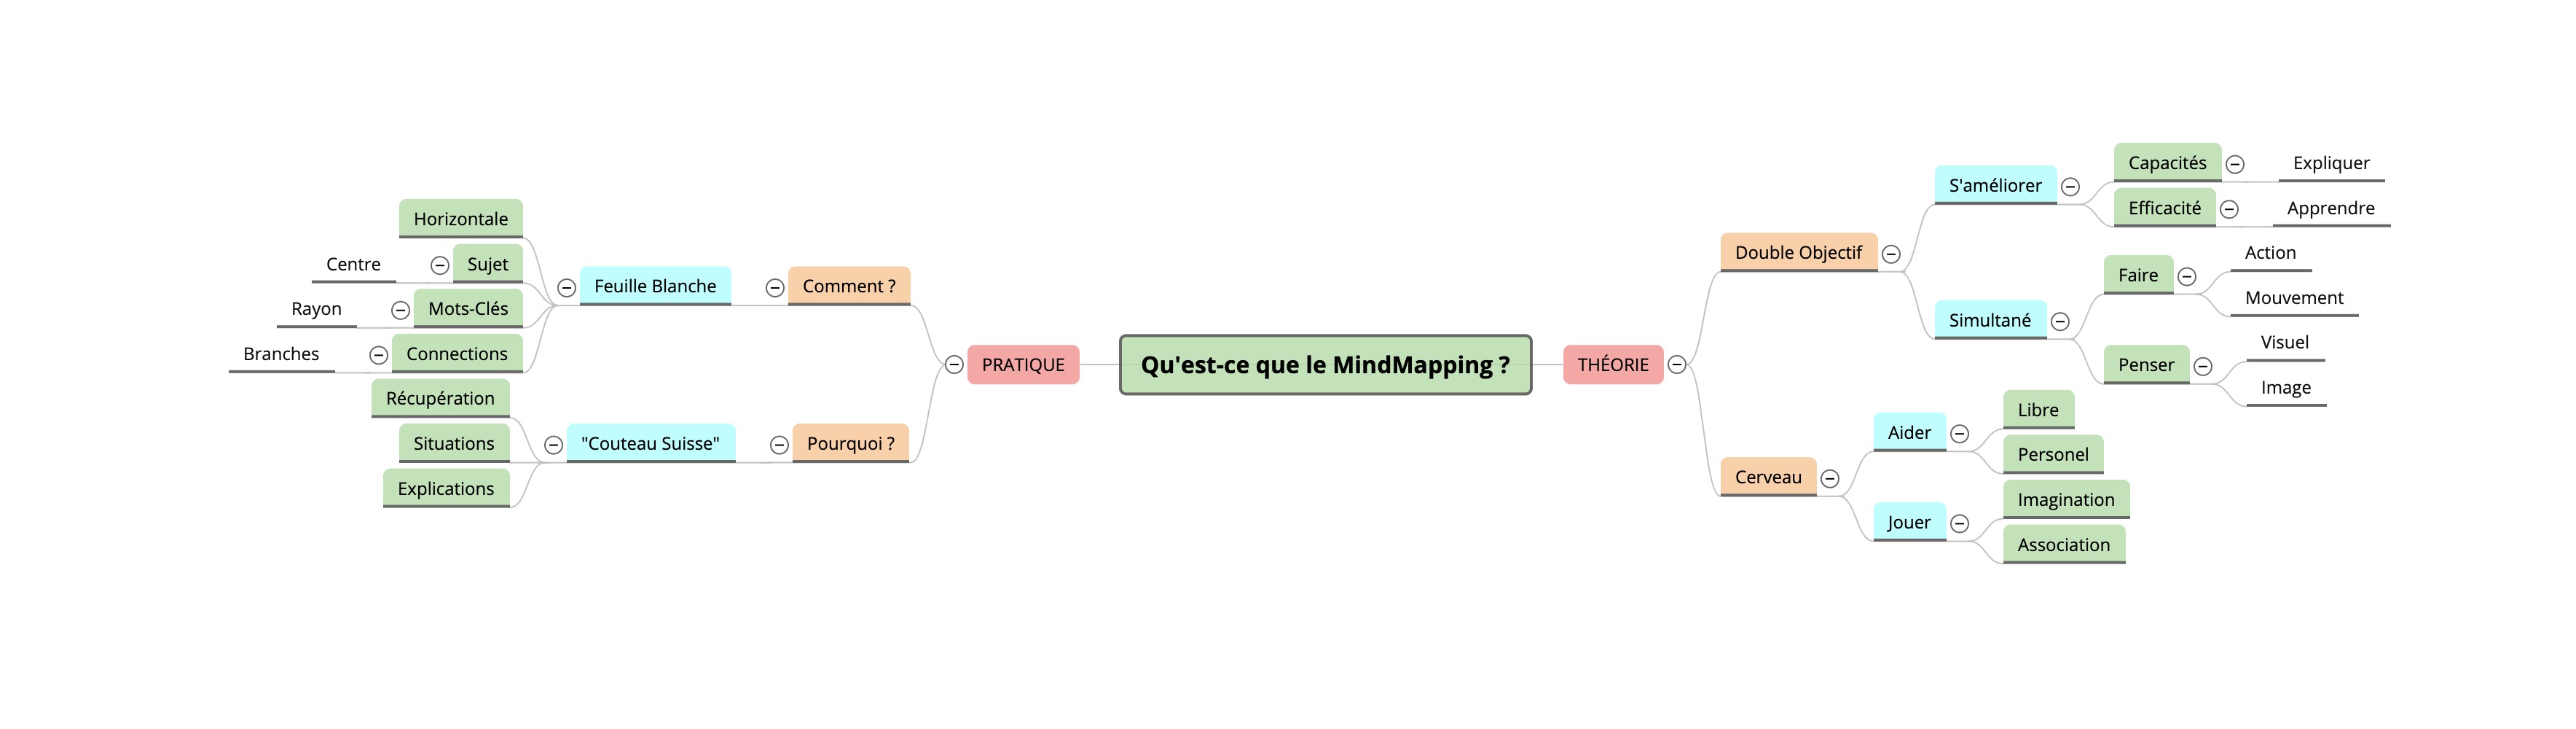 Qu'est-ce que le MindMapping ?
THÉORIE
Double Objectif
S'améliorer
Capacités
Expliquer
Efficacité
Apprendre
Simultané
Faire
Action
Mouvement
Penser
Visuel
Image
Cerveau
Aider
Libre
Personel
Jouer
Imagination
Association
PRATIQUE
Comment ?
Feuille Blanche
Horizontale
Sujet
Centre
Mots-Clés
Rayon
Connections
Branches
Pourquoi ?
"Couteau Suisse"
Récupération
Situations
Explications